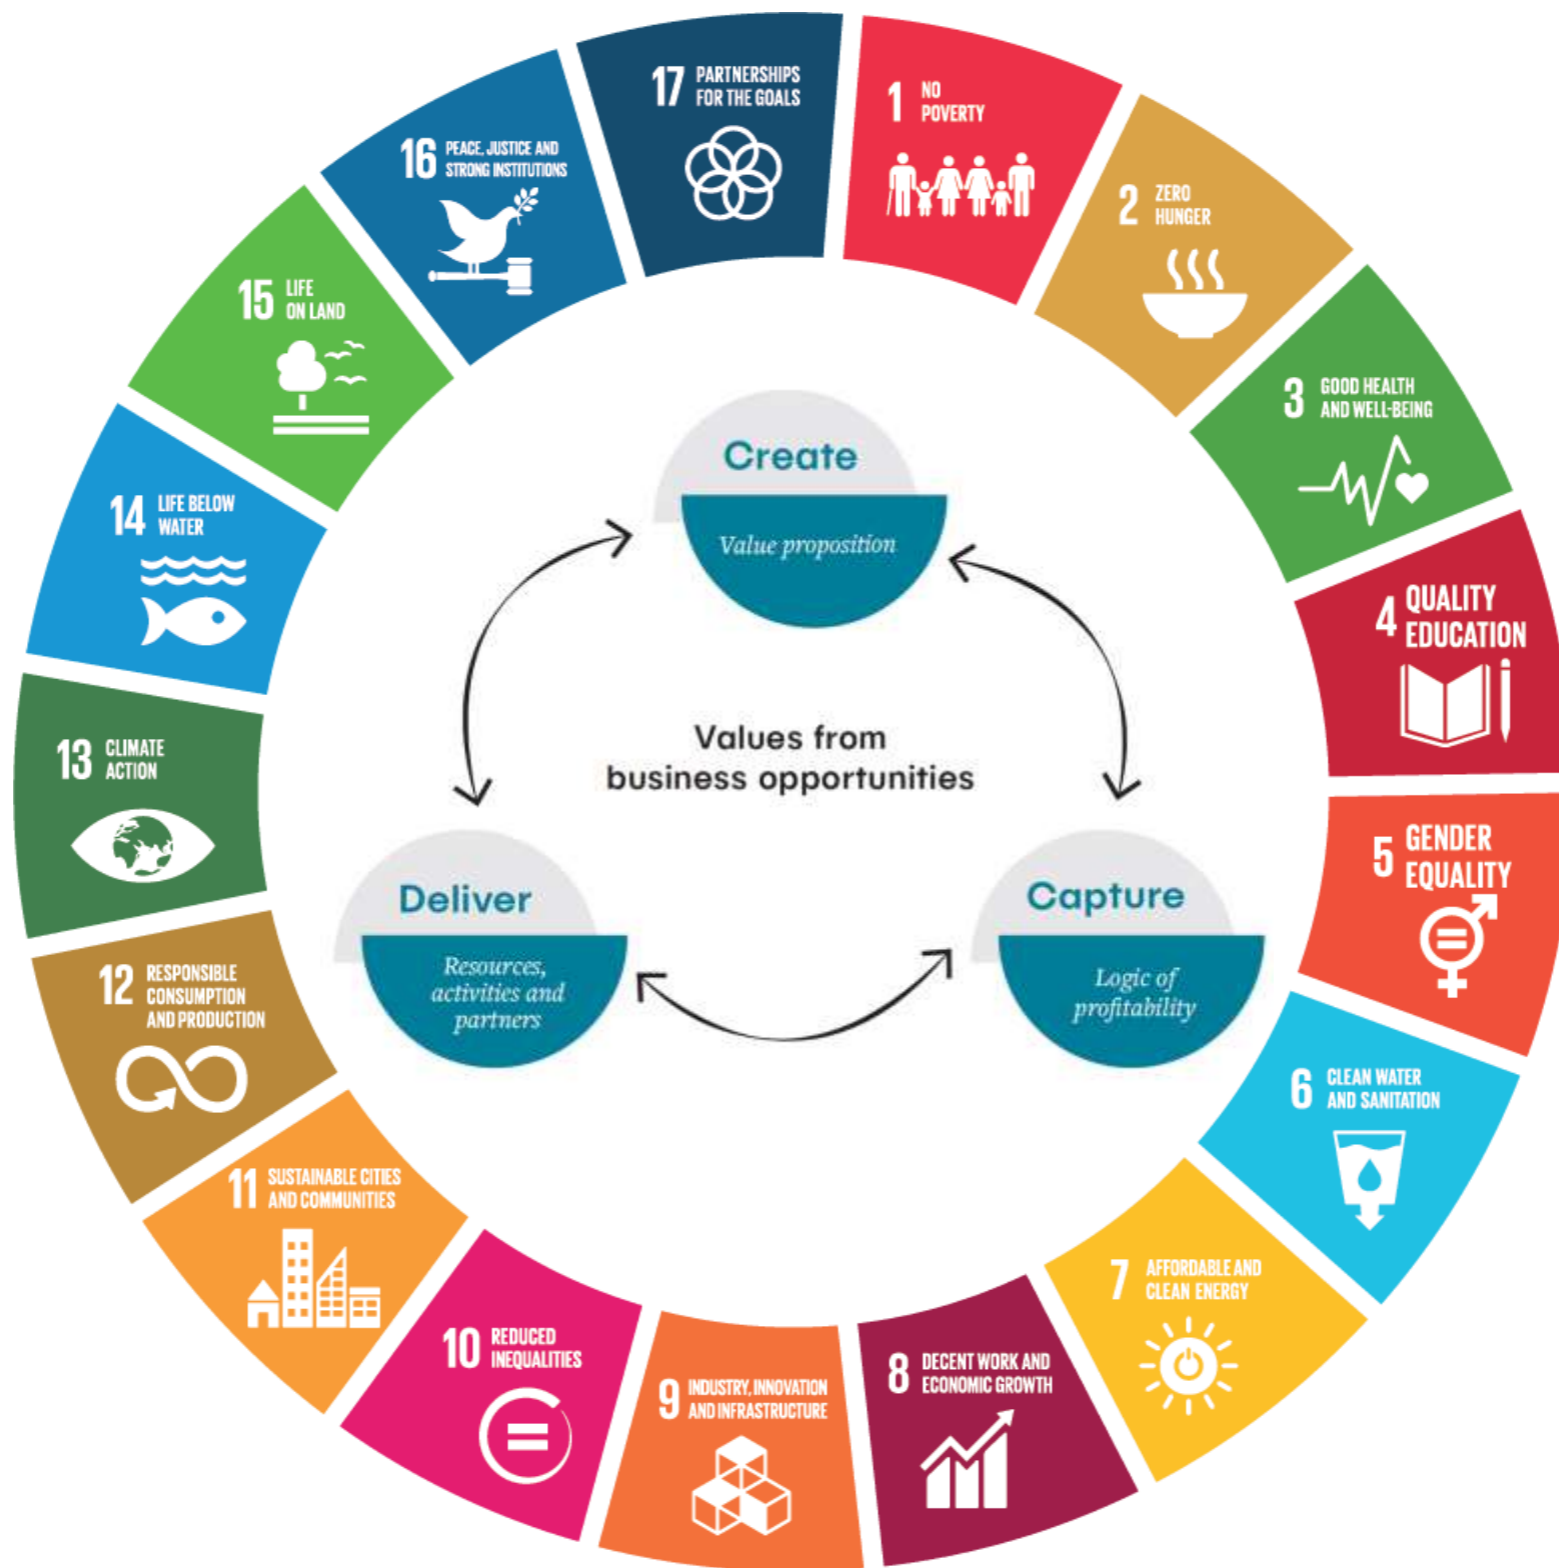 17 PARTNERSHIPS
FOR THE GOALS
1 NO
POVERTY
2 ZERO
HUNGER
3 GOOD HEALTH
AND WELL-BEING
4 QUALITY
EDUCATION
5 GENDER
EQUALITY
6 CLEAN WATER
AND SANITATION
7 AFFORDABLE AND
CLEAN ENERGY
8 DECENT WORK AND
ECONOMIC GROWTH
9 INDUSTRY, INNOVATION
AND INFRASTRUCTURE
10 REDUCED
INEQUALITIES
11 SUSTAINABLE CITIES
AND COMMUNITIES
12 RESPONSIBLE
CONSUMPTION
AND PRODUCTION
13 CLIMATE
ACTION
14 LIFE BELOW
WATER
15 LIFE
ON LAND
16 PEACE, JUSTICE AND
STRONG INSTITUTIONS
Create
Value proposition
Values from
business opportunities
Deliver
Resources,
activities and
partners
Capture
Logic of
profitability